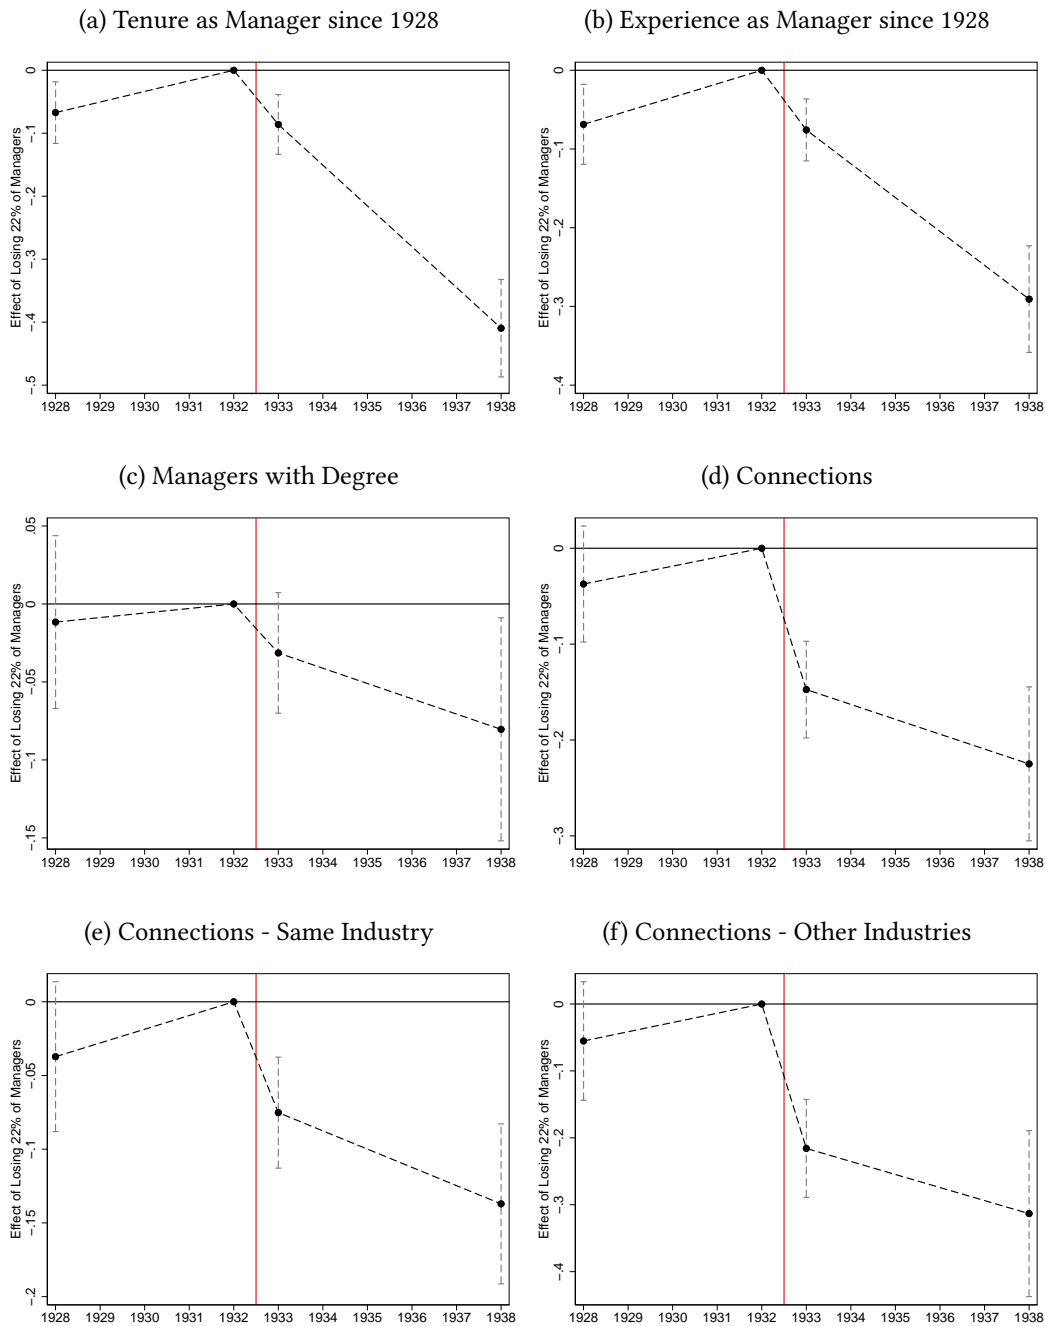 (a) Tenure as Manager since 1928
Effect of Losing 22% of Managers
0
-.1
-.2
-.3
-.4
-.5
1928 1929 1930 1931 1932 1933 1934 1935 1936 1937 1938
(b) Experience as Manager since 1928
Effect of Losing 22% of Managers
0
-.1
-.2
-.3
-.4
1928 1929 1930 1931 1932 1933 1934 1935 1936 1937 1938
(c) Managers with Degree
Effect of Losing 22% of Managers
.05
0
-.05
-.1
-.15
1928 1929 1930 1931 1932 1933 1934 1935 1936 1937 1938
(d) Connections
Effect of Losing 22% of Managers
0
-.1
-.2
-.3
1928 1929 1930 1931 1932 1933 1934 1935 1936 1937 1938
(e) Connections - Same Industry
Effect of Losing 22% of Managers
0
-.05
-.1
-.15
-.2
1928 1929 1930 1931 1932 1933 1934 1935 1936 1937 1938
(f) Connections - Other Industries
Effect of Losing 22% of Managers
0
-.1
-.2
-.3
-.4
1928 1929 1930 1931 1932 1933 1934 1935 1936 1937 1938